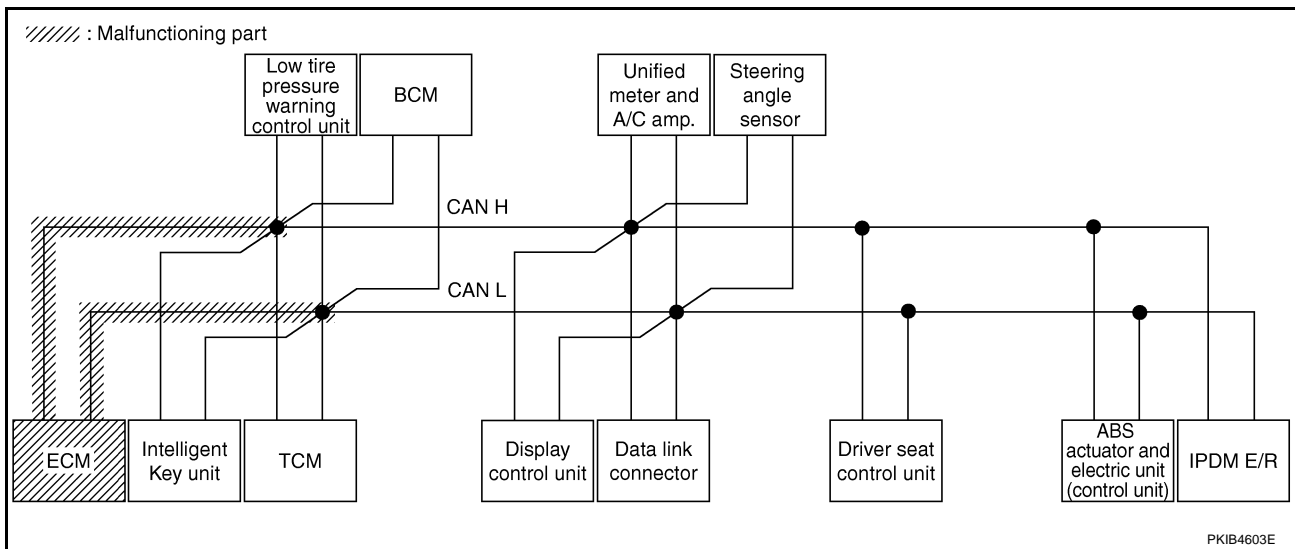 : Malfunctioning part
Low tire
pressure
warning
control unit
BCM
Unified
meter and
A/C amp.
Steering
angle
sensor
CAN H
CAN L
ECM
Intelligent
Key unit
TCM
Display
control unit
Data link
connector
Driver seat
control unit
ABS
actuator and
electric unit
(control unit)
IPDM E/R
PKIB4603E